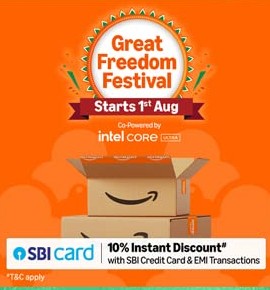 Great
Freedom
Festival
Starts 1st Aug
Co-Powered by
intel CORE ULTRA
SBI card
10% Instant Discount#
with SBI Credit Card & EMI Transactions
*T&C apply